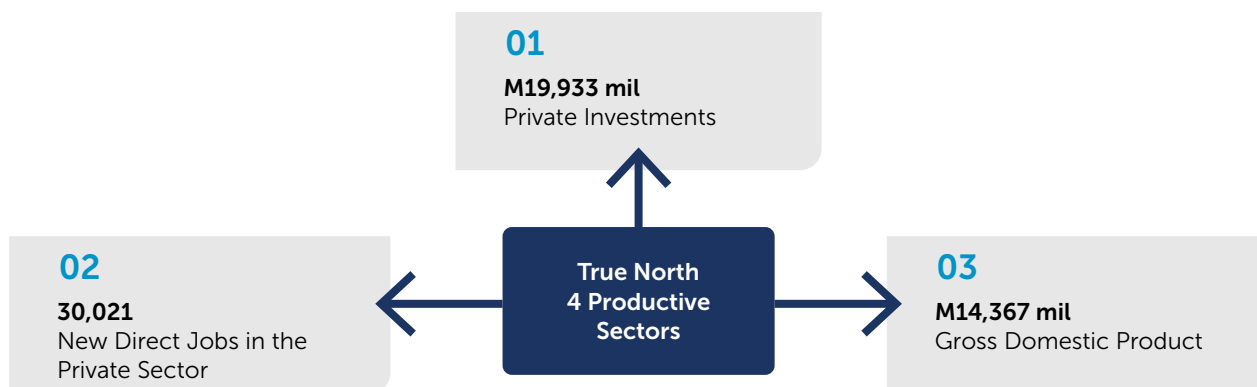 01
M19,933 mil
Private Investments
02
30,021
New Direct Jobs in the
Private Sector
True North
4 Productive
Sectors
03
M14,367 mil
Gross Domestic Product